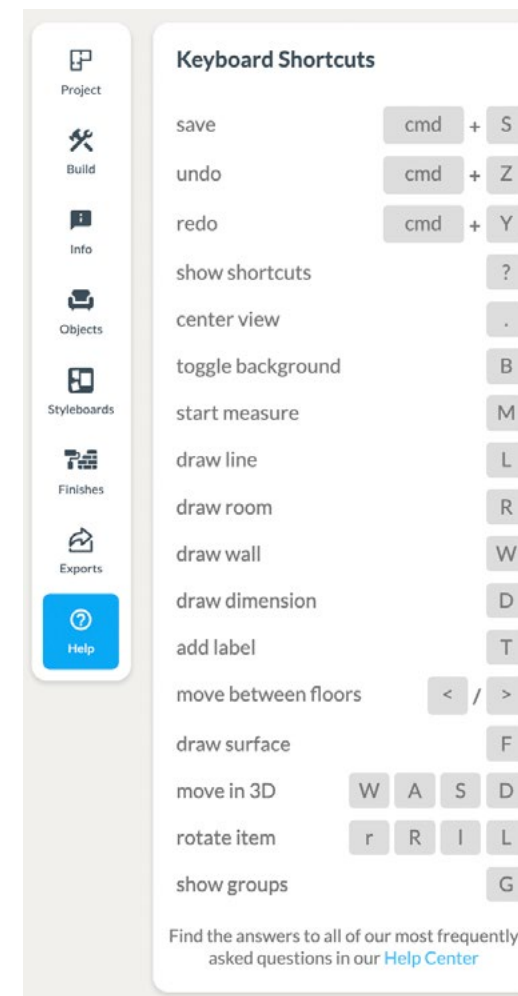 Project
Build
Info
Objects
Styleboards
Finishes
Exports
Help
Keyboard Shortcuts
save cmd + S
undo cmd + Z
redo cmd + Y
show shortcuts ?
center view .
toggle background B
start measure M
draw line L
draw room R
draw wall W
draw dimension D
add label T
move between floors < / >
draw surface F
move in 3D W A S D
rotate item r R l L
show groups G
Find the answers to all of our most frequently
asked questions in our Help Center